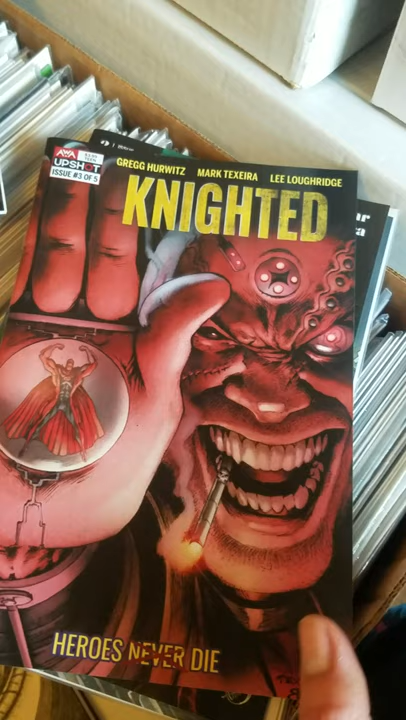 AWA
UPSHOT
ISSUE #3 OF 5
GREGG HURWITZ MARK TEXEIRA LEE LOUGHRIDGE
KNIGHTED
HEROES NEVER DIE